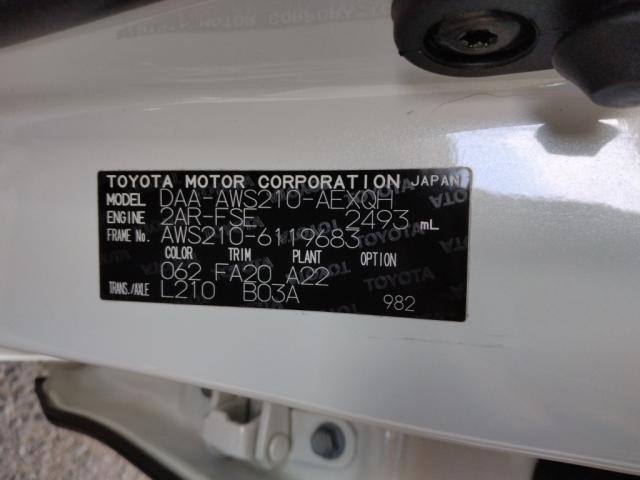 TOYOTA MOTOR CORPORATION JAPAN
MODEL DAA-AWS210-AEXQH
ENGINE 2AR-FSE 2493 mL
FRAME No. AWS210-6119683
COLOR TRIM PLANT OPTION
062 FA20 A22
TRANS./AXLE L210 B03A 982